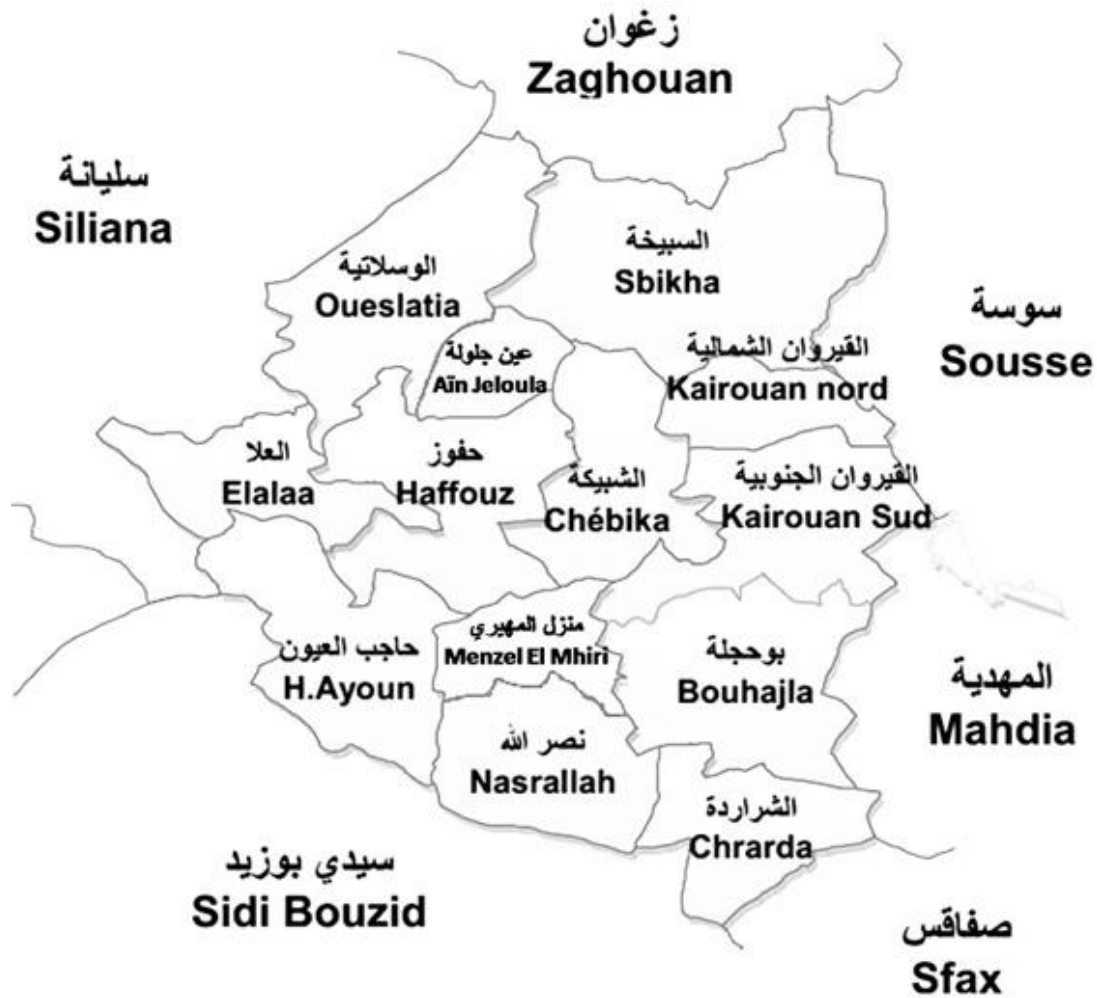 زغوان
Zaghouan
سليانة
Siliana
السبيخة
Sbikha
الوسلاتية
Oueslatia
سوسة
Sousse
عين جلولة
Aïn Jeloula
القيروان الشمالية
Kairouan nord
العلا
Elalaa
حفوز
Haffouz
الشبيكة
Chébika
القيروان الجنوبية
Kairouan Sud
حاجب العيون
H.Ayoun
منزل المهيري
Menzel El Mhiri
بوحجلة
Bouhajla
المهدية
Mahdia
نصر الله
Nasrallah
الشراردة
Chrarda
سيدي بوزيد
Sidi Bouzid
صفاقس
Sfax